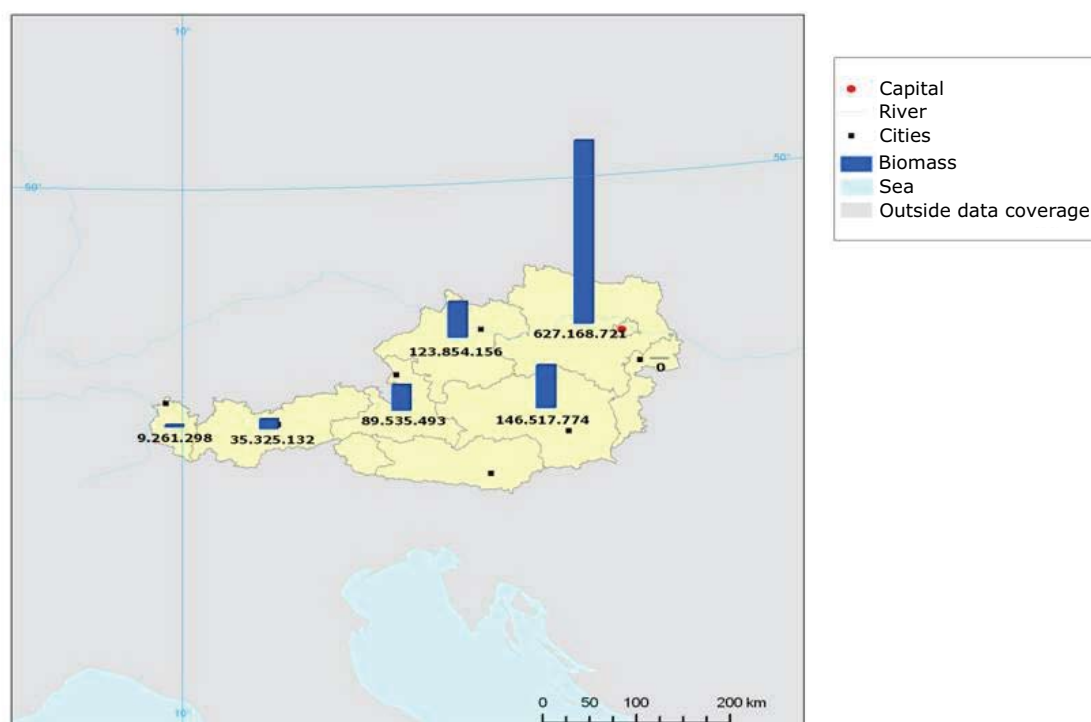 10°
50°
50°
627.168.721
123.854.156
0
89.535.493
146.517.774
9.261.298
35.325.132
10°
0 50 100 200 km
Capital
River
Cities
Biomass
Sea
Outside data coverage